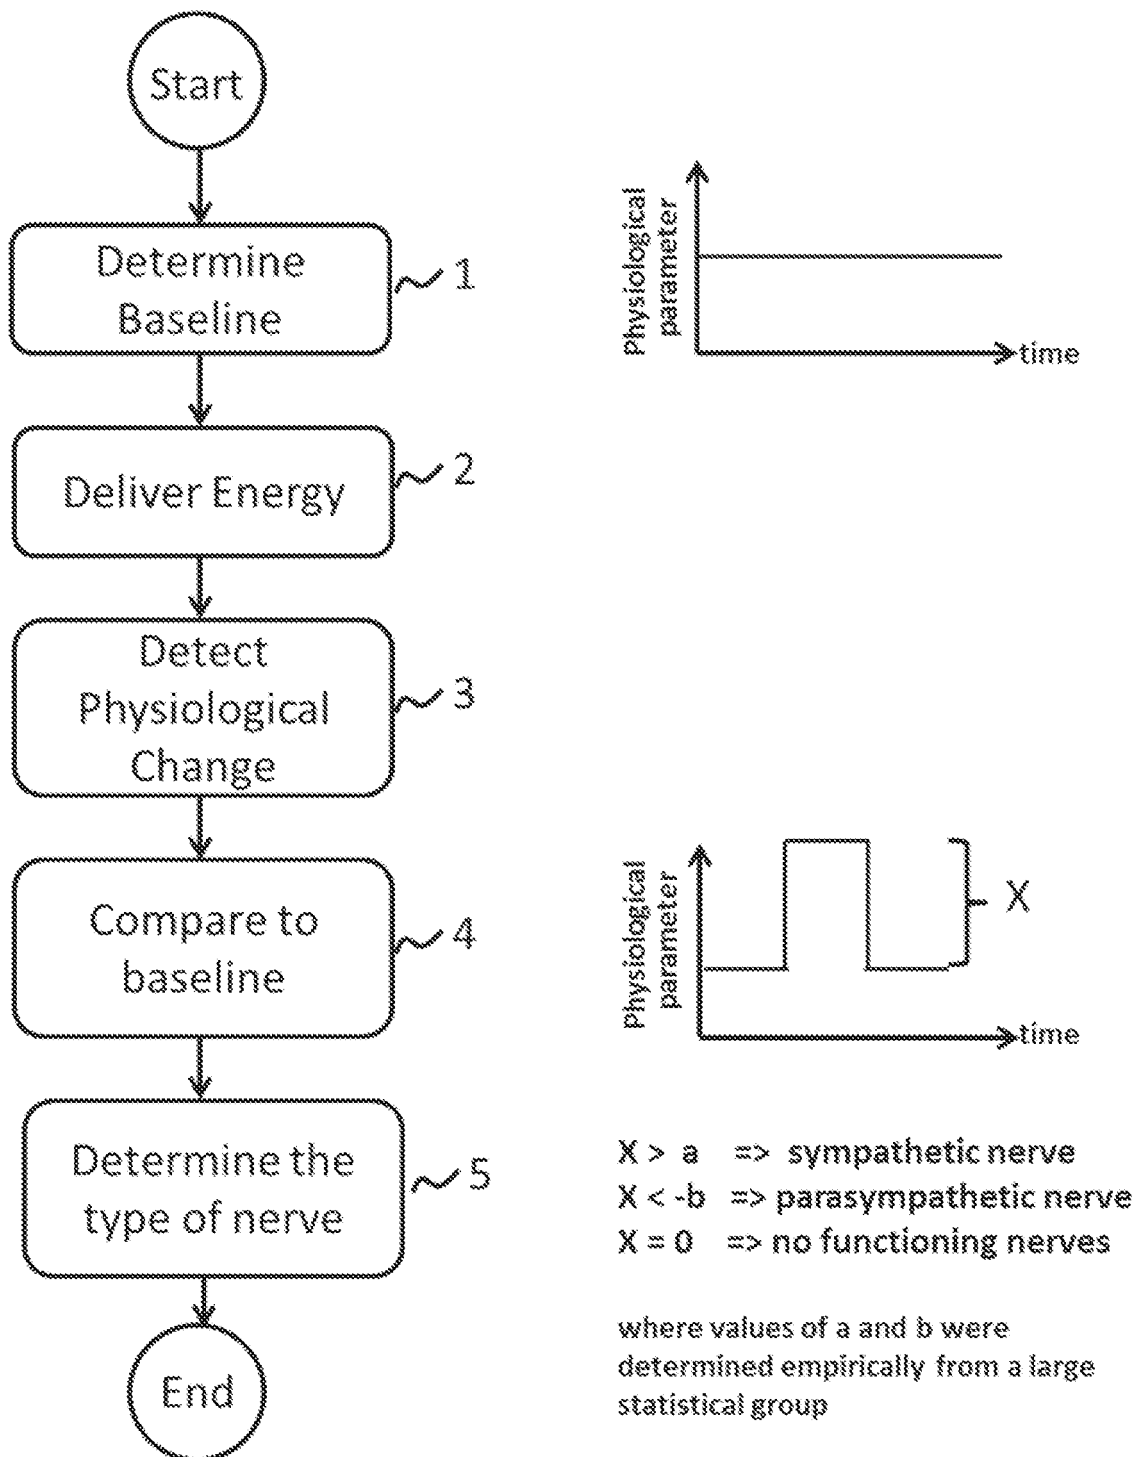 Start
Determine
Baseline
1
Physiological
parameter
time
Deliver Energy
2
Detect
Physiological
Change
3
Compare to
baseline
4
Physiological
parameter
X
time
Determine the
type of nerve
5
X > a => sympathetic nerve
X < -b => parasympathetic nerve
X = 0 => no functioning nerves
where values of a and b were
determined empirically from a large
statistical group
End